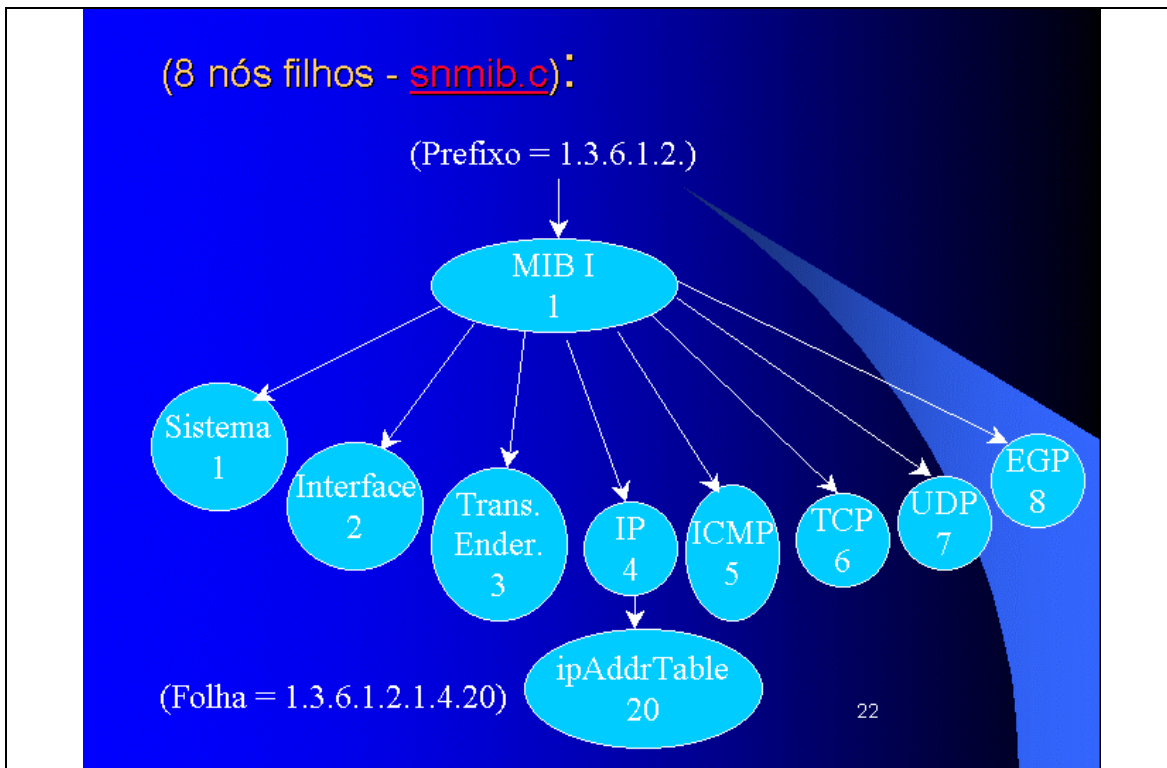 (8 nós filhos - snmib.c):
(Prefixo = 1.3.6.1.2.)
MIB I
1
Sistema
1
Interface
2
Trans.
Ender.
3
IP
4
ICMP
5
TCP
6
UDP
7
EGP
8
ipAddrTable
20
(Folha = 1.3.6.1.2.1.4.20)
22